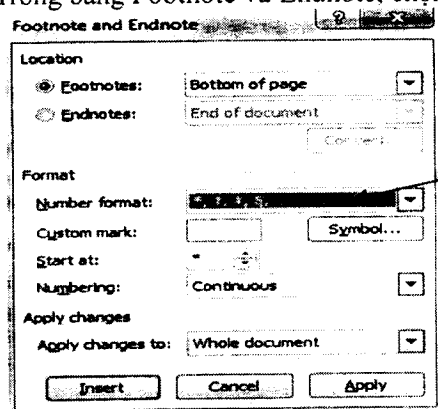 Trong bảng Footnote và Endnote, chọn
Footnote and Endnote ? X
Location
Footnotes: Bottom of page
Endnotes: End of document
Convert...
Format
Number format: *, †, ‡, §,
Custom mark: Symbol...
Start at: *
Numbering: Continuous
Apply changes
Apply changes to: Whole document
Insert Cancel Apply